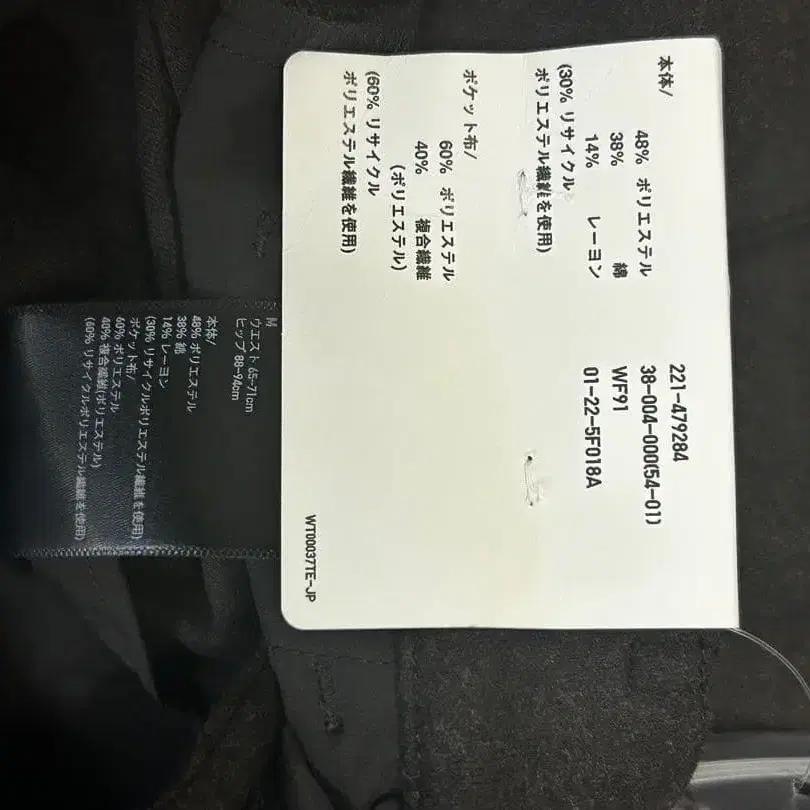 本体/
48% ポリエステル
38% 綿
14% レーヨン
(30% リサイクル
ポリエステル繊維を使用)
ポケット布/
60% ポリエステル
40% 複合繊維
(ポリエステル)
(60% リサイクル
ポリエステル繊維を使用)
221-479284
38-004-000(54-01)
WF91
01-22-5F018A
WT00037TE-JP
M
ウエスト 65-71cm
ヒップ 88-94cm
本体/
48% ポリエステル
38% 綿
14% レーヨン
(30% リサイクルポリエステル繊維を使用)
ポケット布/
60% ポリエステル
40% 複合繊維(ポリエステル)
(60% リサイクルポリエステル繊維を使用)